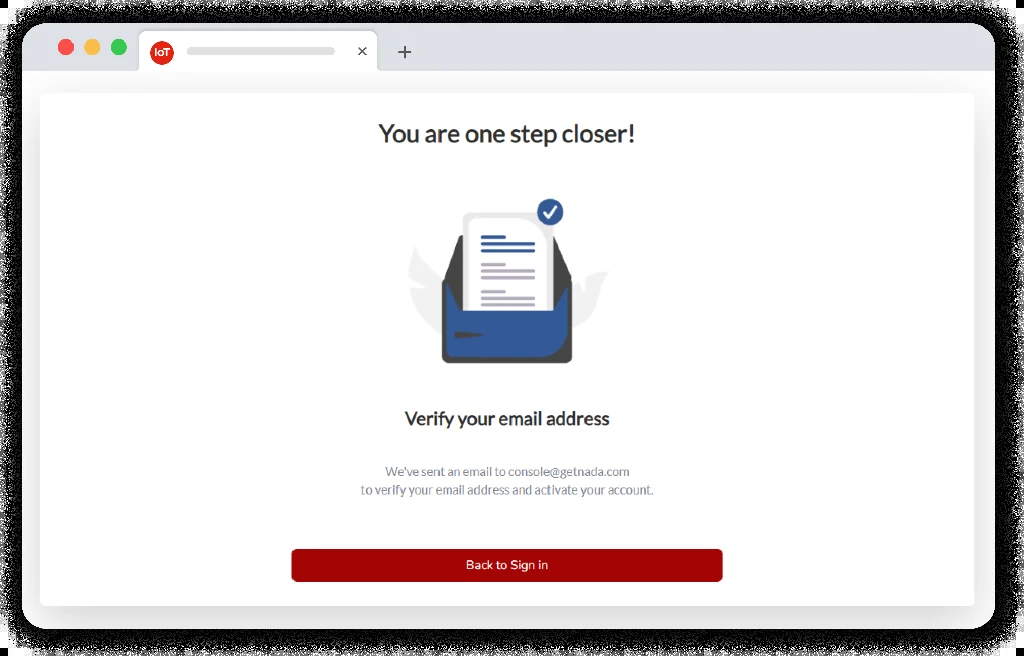 IoT
You are one step closer!
Verify your email address
We've sent an email to console@getnada.com
to verify your email address and activate your account.
Back to Sign in